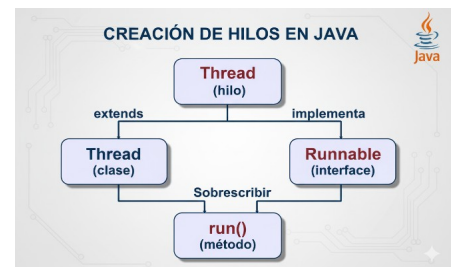 CREACIÓN DE HILOS EN JAVA
Java
Thread
(hilo)
extends
implementa
Thread
(clase)
Runnable
(interface)
Sobrescribir
run()
(método)